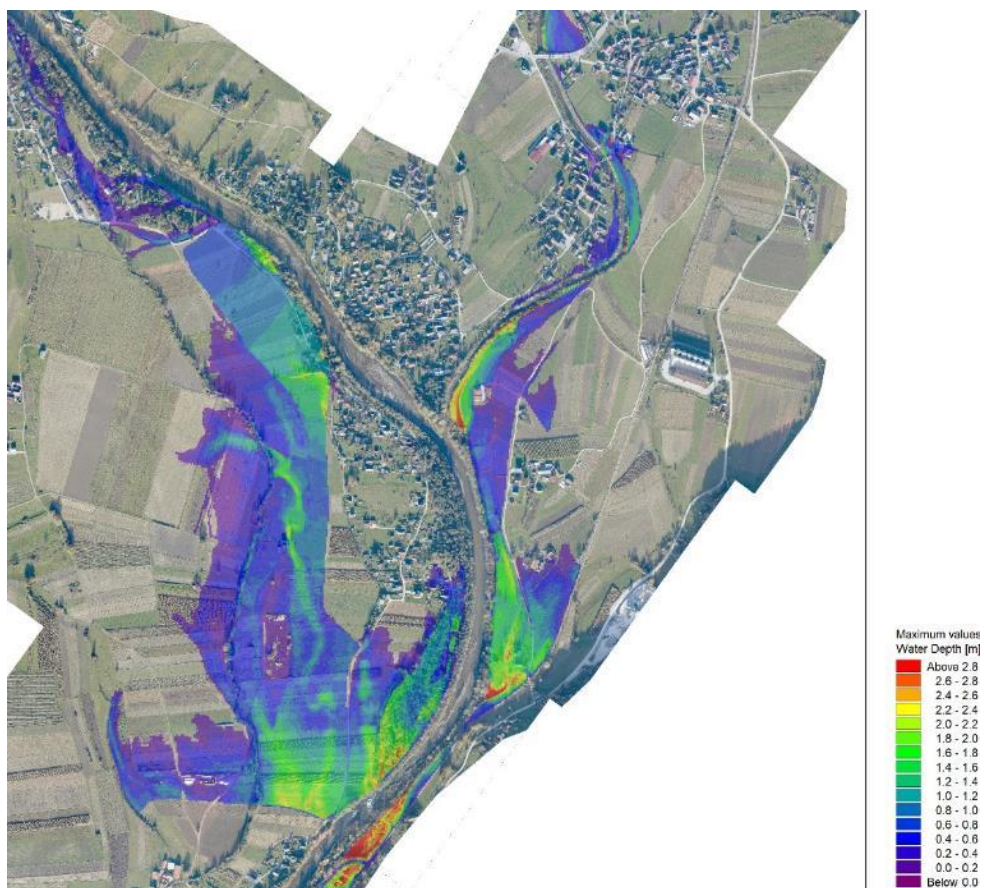 Maximum values
Water Depth [m]
Above 2.8
2.6 - 2.8
2.4 - 2.6
2.2 - 2.4
2.0 - 2.2
1.8 - 2.0
1.6 - 1.8
1.4 - 1.6
1.2 - 1.4
1.0 - 1.2
0.8 - 1.0
0.6 - 0.8
0.4 - 0.6
0.2 - 0.4
0.0 - 0.2
Below 0.0